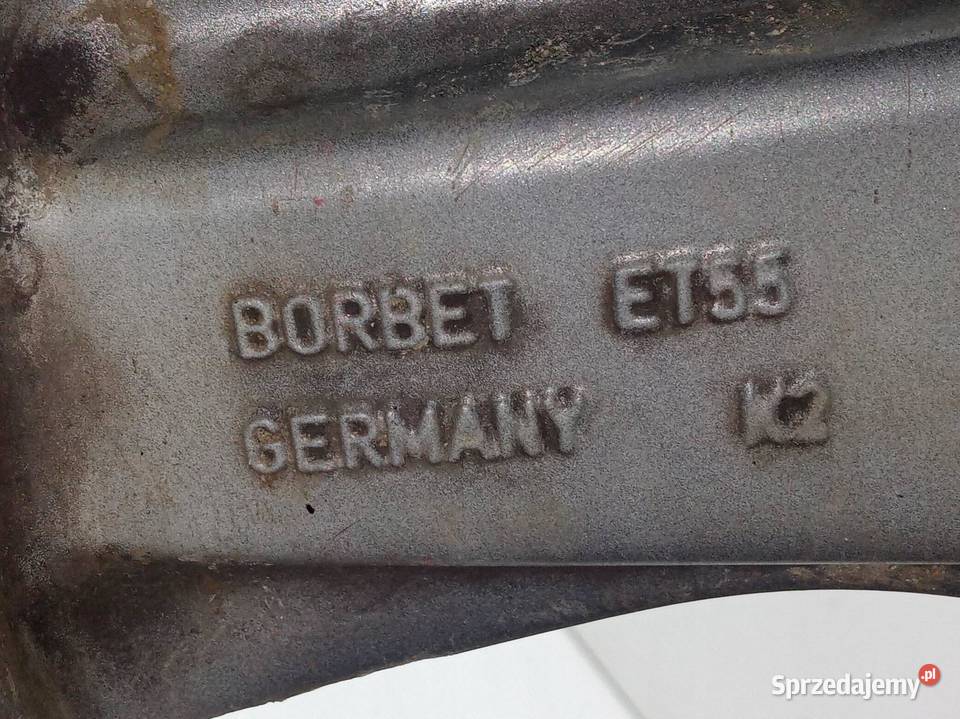 BORBET ET55
GERMANY K2
Sprzedajemy.pl